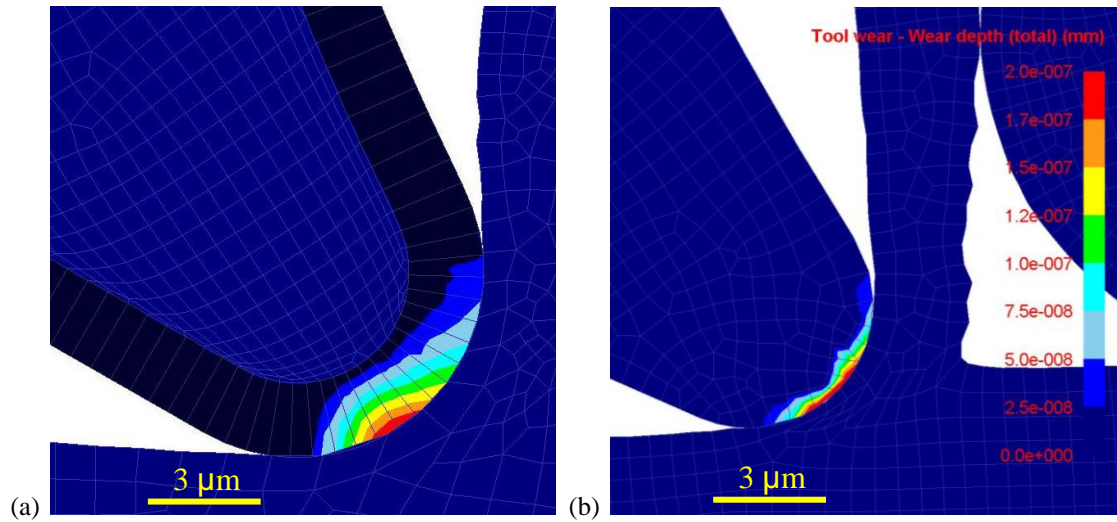 Tool wear - Wear depth (total) (mm)
2.0e-007
1.7e-007
1.5e-007
1.2e-007
1.0e-007
7.5e-008
5.0e-008
2.5e-008
0.0e+000
3 μm
3 μm
(a)
(b)